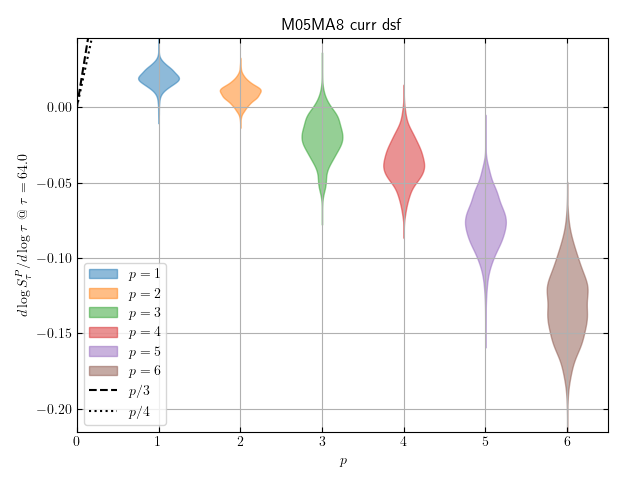 M05MA8 curr dsf
d log S_τ^P / d log τ @ τ = 64.0
0.00
−0.05
−0.10
−0.15
−0.20
p = 1
p = 2
p = 3
p = 4
p = 5
p = 6
p/3
p/4
0 1 2 3 4 5 6
p